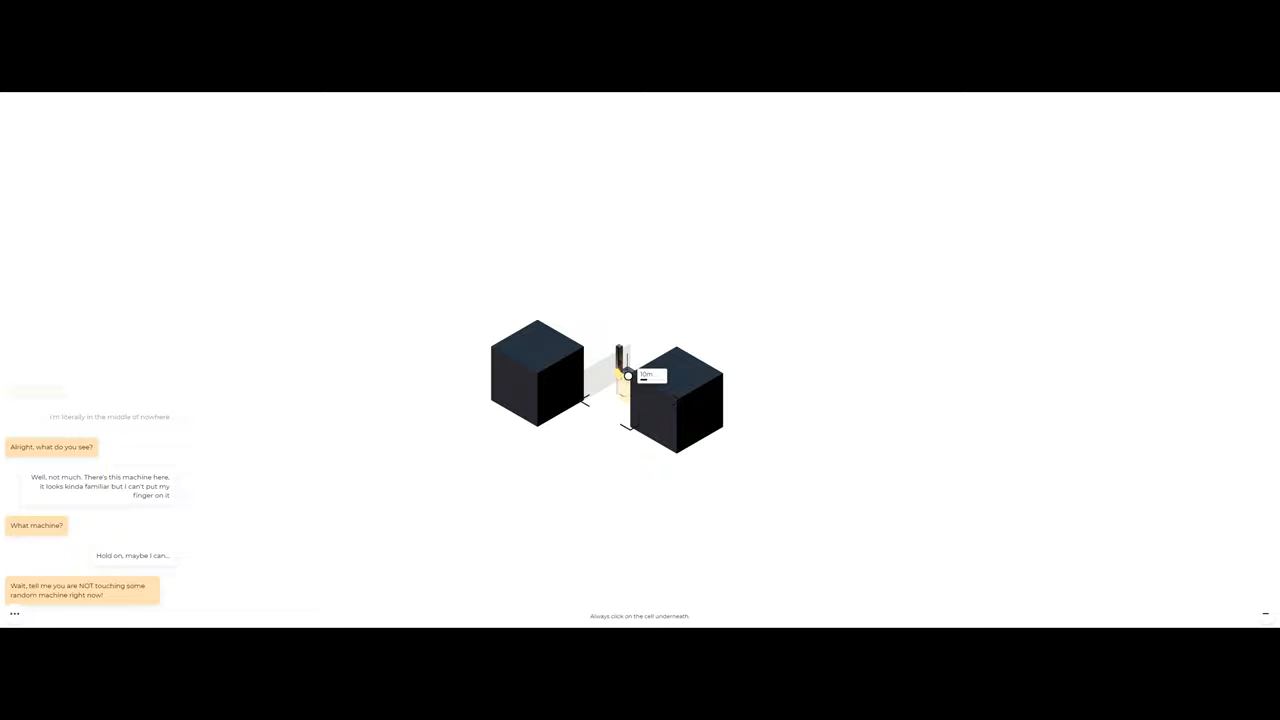 I'm literally in the middle of nowhere
Alright, what do you see?
Well, not much. There's this machine here,
it looks kinda familiar but I can't put my
finger on it
What machine?
Hold on, maybe I can...
Wait, tell me you are NOT touching some
random machine right now!
10m
Always click on the cell underneath.